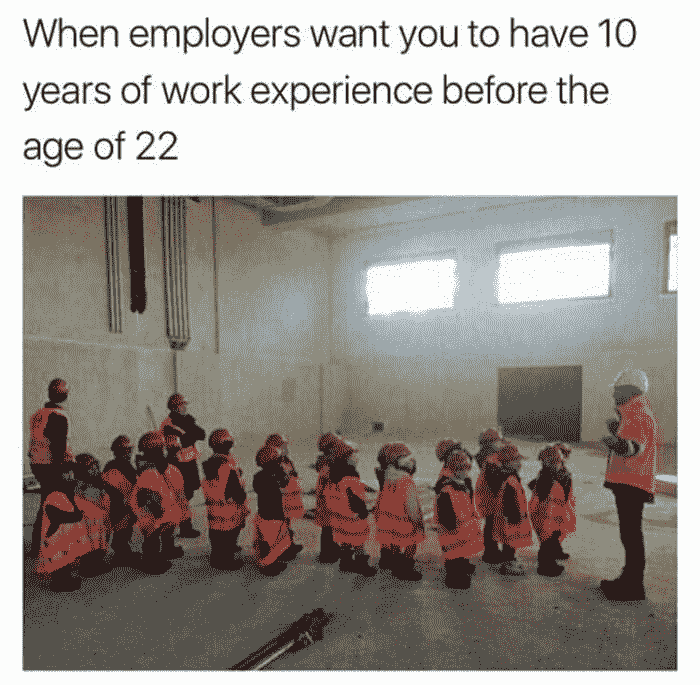 When employers want you to have 10
years of work experience before the
age of 22